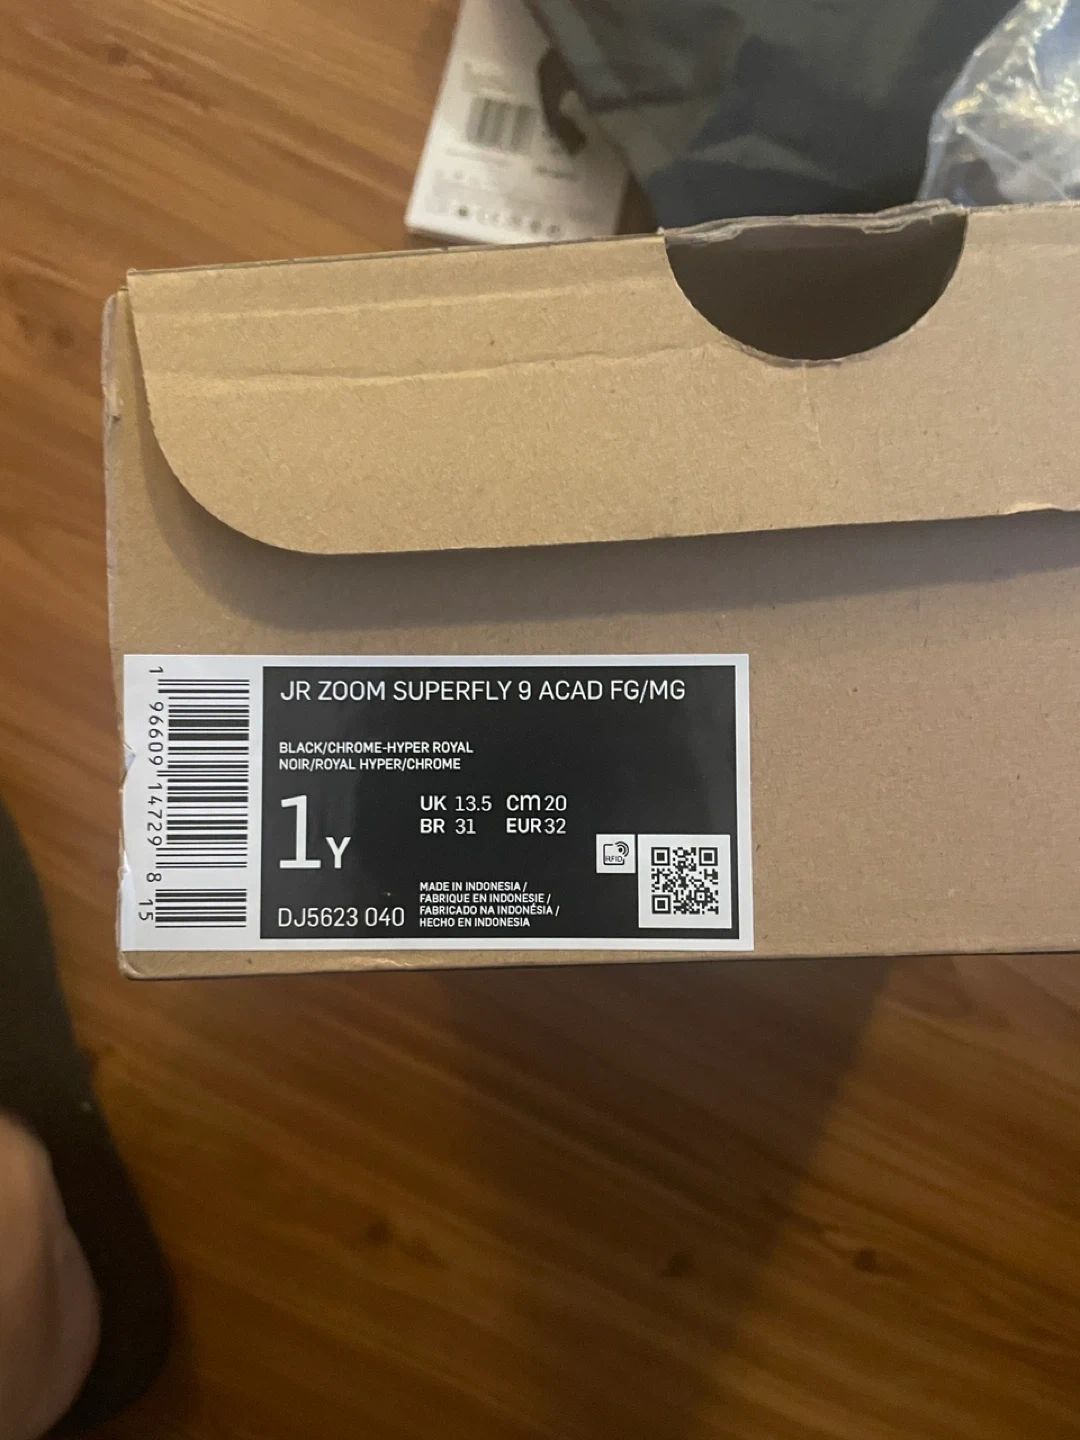 JR ZOOM SUPERFLY 9 ACAD FG/MG
BLACK/CHROME-HYPER ROYAL
NOIR/ROYAL HYPER/CHROME
1Y
UK 13.5 cm 20
BR 31 EUR 32
RFID
DJ5623 040
MADE IN INDONESIA /
FABRIQUE EN INDONESIE /
FABRICADO NA INDONÉSIA /
HECHO EN INDONESIA
1 96609 14729 8 15